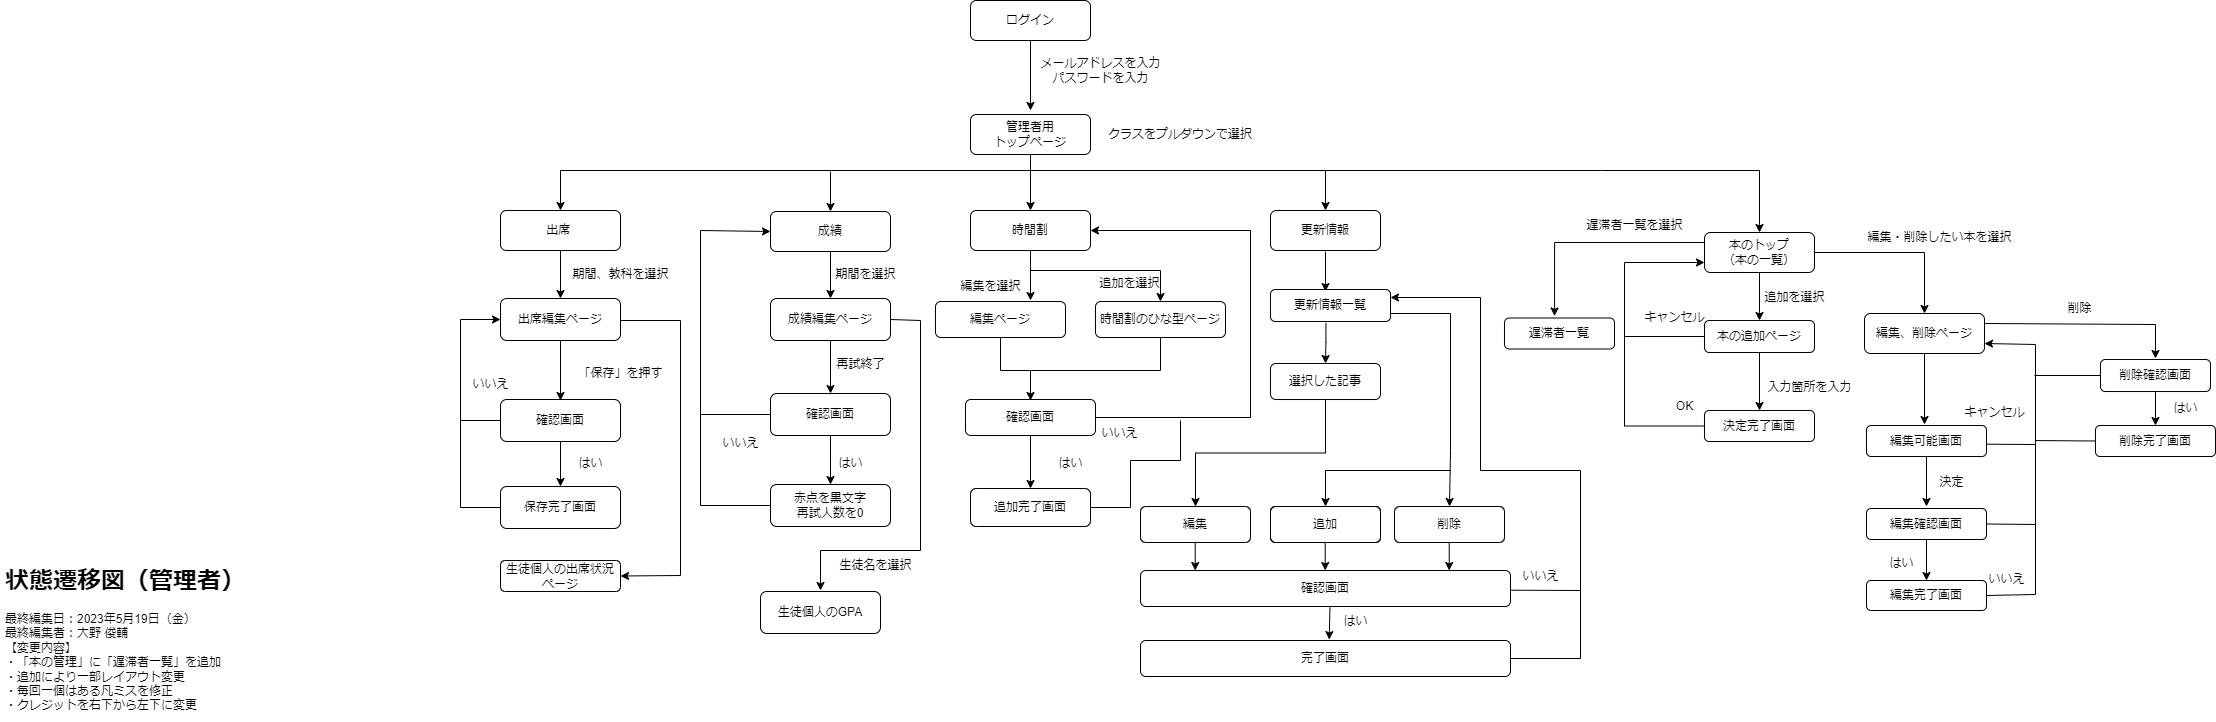 ログイン
メールアドレスを入力
パスワードを入力
管理者用
トップページ
クラスをプルダウンで選択
出席
期間、教科を選択
出席編集ページ
「保存」を押す
いいえ
確認画面
はい
保存完了画面
生徒個人の出席状況
ページ
成績
期間を選択
成績編集ページ
再試終了
確認画面
いいえ
はい
赤点を黒文字
再試人数を0
生徒名を選択
生徒個人のGPA
時間割
編集を選択
追加を選択
編集ページ
時間割のひな型ページ
確認画面
いいえ
はい
追加完了画面
更新情報
更新情報一覧
選択した記事
編集
追加
削除
確認画面
いいえ
はい
完了画面
遅滞者一覧を選択
本のトップ
（本の一覧）
編集・削除したい本を選択
追加を選択
遅滞者一覧
キャンセル
本の追加ページ
入力箇所を入力
OK
決定完了画面
編集、削除ページ
削除
削除確認画面
はい
削除完了画面
キャンセル
編集可能画面
決定
編集確認画面
はい
いいえ
編集完了画面
状態遷移図（管理者）
最終編集日：2023年5月19日（金）
最終編集者：大野 俊輔
【変更内容】
・「本の管理」に「遅滞者一覧」を追加
・追加により一部レイアウト変更
・毎回一個はある凡ミスを修正
・クレジットを右下から左下に変更